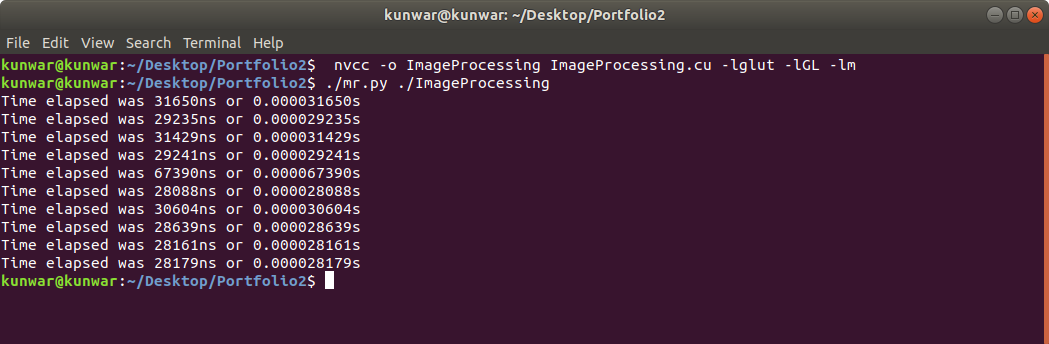 kunwar@kunwar: ~/Desktop/Portfolio2
File Edit View Search Terminal Help
kunwar@kunwar:~/Desktop/Portfolio2$  nvcc -o ImageProcessing ImageProcessing.cu -lglut -lGL -lm
kunwar@kunwar:~/Desktop/Portfolio2$ ./mr.py ./ImageProcessing
Time elapsed was 31650ns or 0.000031650s
Time elapsed was 29235ns or 0.000029235s
Time elapsed was 31429ns or 0.000031429s
Time elapsed was 29241ns or 0.000029241s
Time elapsed was 67390ns or 0.000067390s
Time elapsed was 28088ns or 0.000028088s
Time elapsed was 30604ns or 0.000030604s
Time elapsed was 28639ns or 0.000028639s
Time elapsed was 28161ns or 0.000028161s
Time elapsed was 28179ns or 0.000028179s
kunwar@kunwar:~/Desktop/Portfolio2$